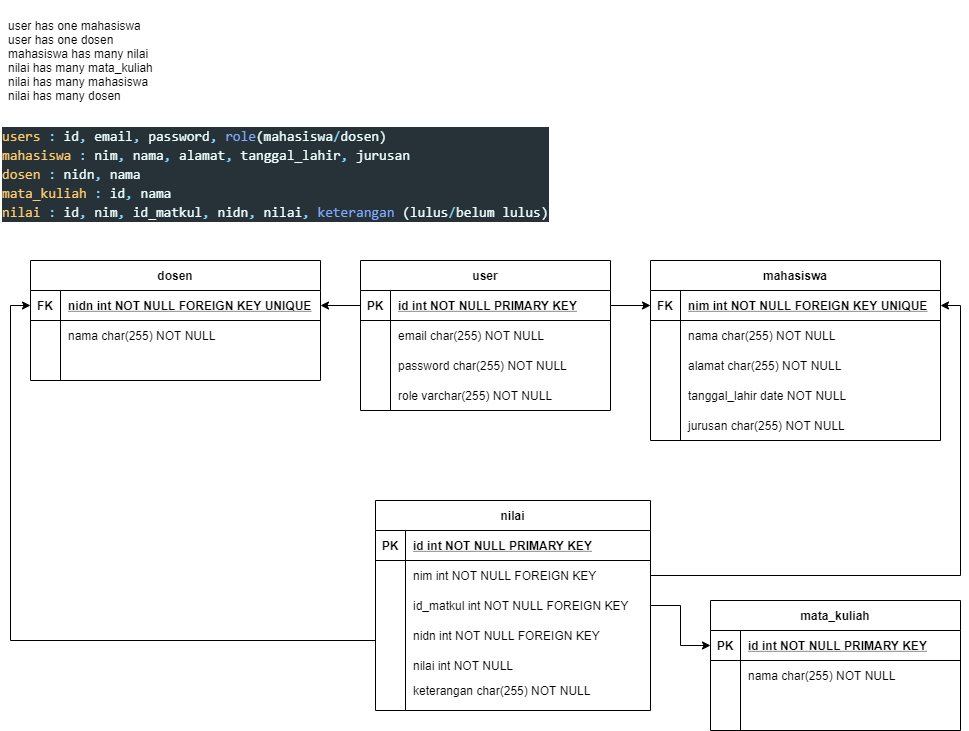 user has one mahasiswa
user has one dosen
mahasiswa has many nilai
nilai has many mata_kuliah
nilai has many mahasiswa
nilai has many dosen
users : id, email, password, role(mahasiswa/dosen)
mahasiswa : nim, nama, alamat, tanggal_lahir, jurusan
dosen : nidn, nama
mata_kuliah : id, nama
nilai : id, nim, id_matkul, nidn, nilai, keterangan (lulus/belum lulus)
dosen
FK nidn int NOT NULL FOREIGN KEY UNIQUE
nama char(255) NOT NULL
user
PK id int NOT NULL PRIMARY KEY
email char(255) NOT NULL
password char(255) NOT NULL
role varchar(255) NOT NULL
mahasiswa
FK nim int NOT NULL FOREIGN KEY UNIQUE
nama char(255) NOT NULL
alamat char(255) NOT NULL
tanggal_lahir date NOT NULL
jurusan char(255) NOT NULL
nilai
PK id int NOT NULL PRIMARY KEY
nim int NOT NULL FOREIGN KEY
id_matkul int NOT NULL FOREIGN KEY
nidn int NOT NULL FOREIGN KEY
nilai int NOT NULL
keterangan char(255) NOT NULL
mata_kuliah
PK id int NOT NULL PRIMARY KEY
nama char(255) NOT NULL